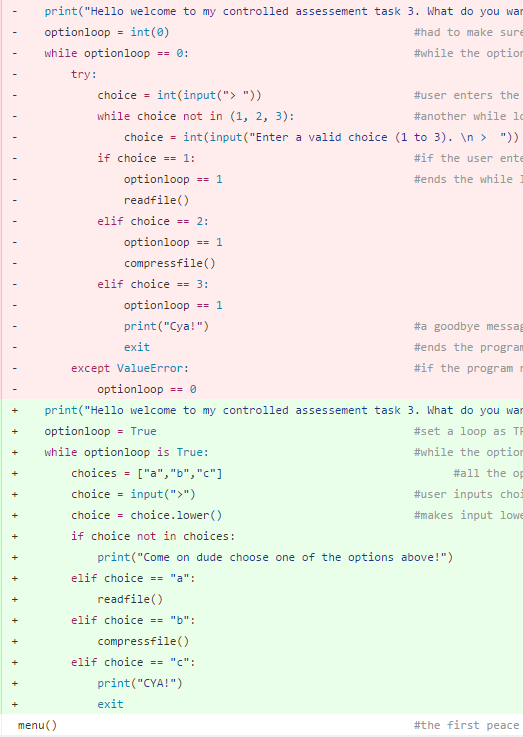 -    print("Hello welcome to my controlled assessement task 3. What do you wan
-    optionloop = int(0)                                     #had to make sure
-    while optionloop == 0:                                  #while the option
-        try:
-            choice = int(input("> "))                       #user enters the
-            while choice not in (1, 2, 3):                  #another while lo
-                choice = int(input("Enter a valid choice (1 to 3). \n >  "))
-            if choice == 1:                                 #if the user ente
-                optionloop == 1                             #ends the while l
-                readfile()
-            elif choice == 2:
-                optionloop == 1
-                compressfile()
-            elif choice == 3:
-                optionloop == 1
-                print("Cya!")                               #a goodbye messag
-                exit                                        #ends the program
-        except ValueError:                                  #if the program r
-            optionloop == 0
+    print("Hello welcome to my controlled assessement task 3. What do you wan
+    optionloop = True                                       #set a loop as TR
+    while optionloop is True:                               #while the option
+        choices = ["a","b","c"]                                   #all the op
+        choice = input(">")                                 #user inputs choi
+        choice = choice.lower()                             #makes input lowe
+        if choice not in choices:
+            print("Come on dude choose one of the options above!")
+        elif choice == "a":
+            readfile()
+        elif choice == "b":
+            compressfile()
+        elif choice == "c":
+            print("CYA!")
+            exit
menu()                                                      #the first peace